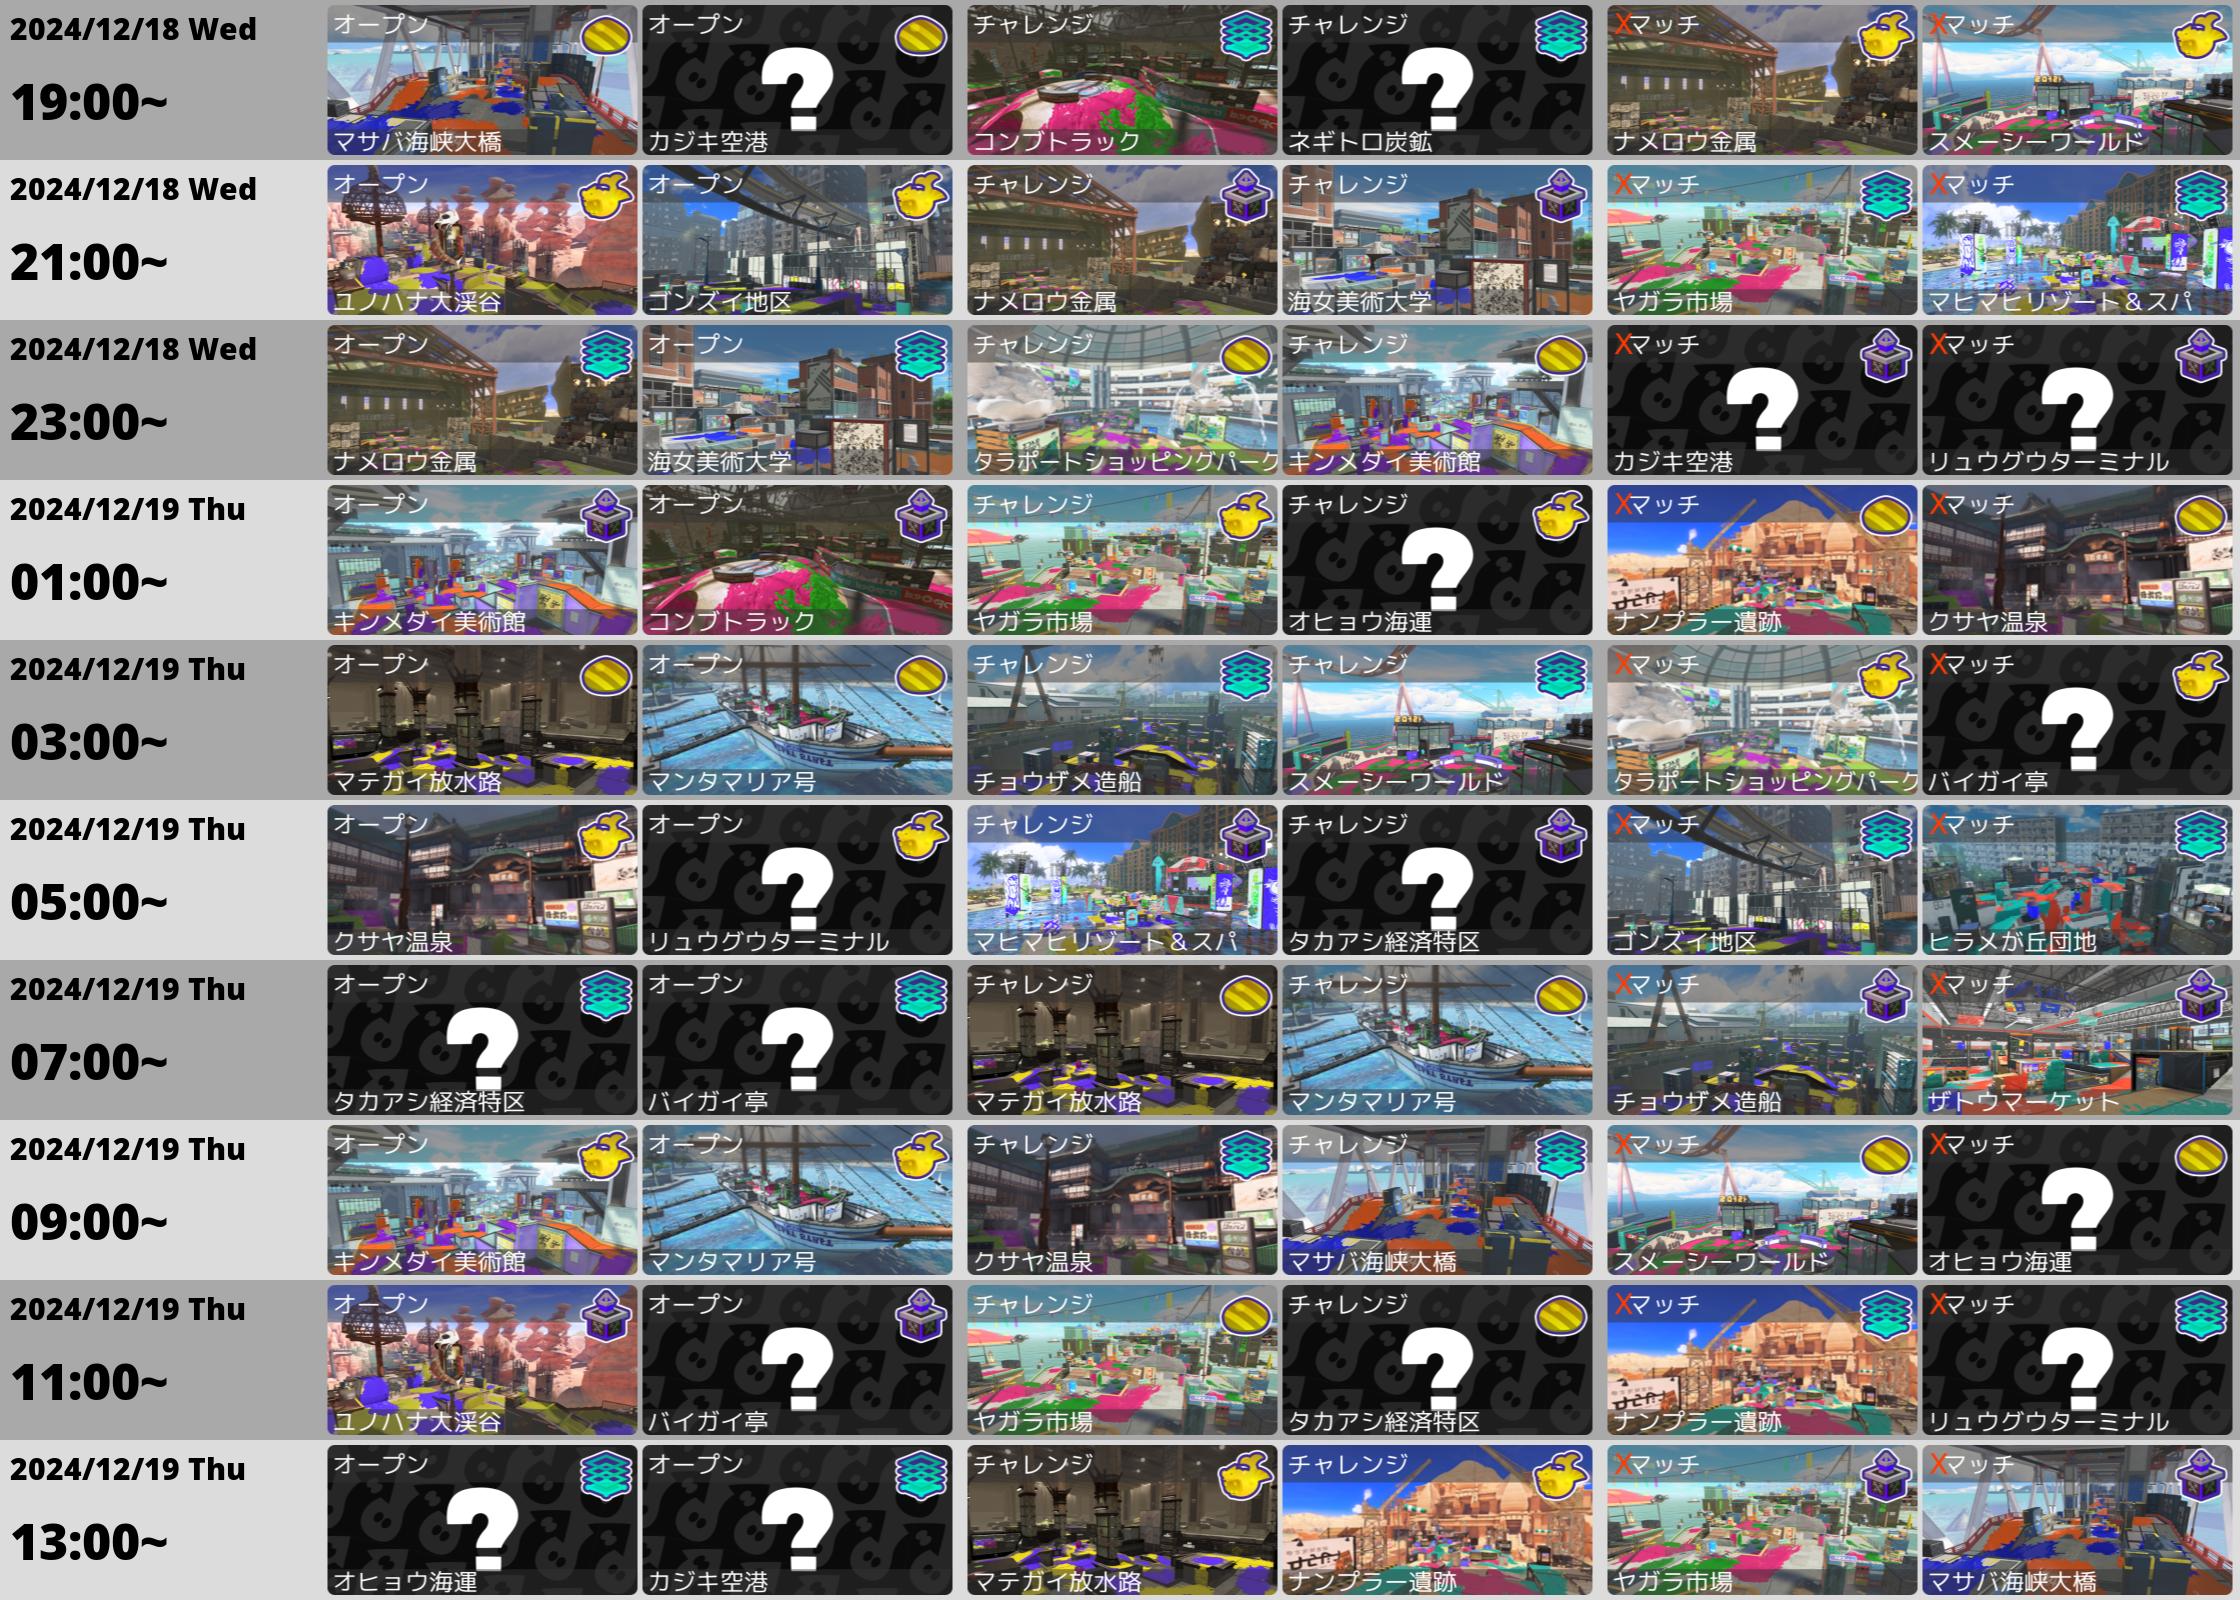 2024/12/18 Wed
19:00~
オープン
マサバ海峡大橋
オープン
カジキ空港
チャレンジ
コンブトラック
チャレンジ
ネギトロ炭鉱
Xマッチ
ナメロウ金属
Xマッチ
スメーシーワールド
2024/12/18 Wed
21:00~
オープン
ユノハナ大渓谷
オープン
ゴンズイ地区
チャレンジ
ナメロウ金属
チャレンジ
海女美術大学
Xマッチ
ヤガラ市場
Xマッチ
マヒマヒリゾート＆スパ
2024/12/18 Wed
23:00~
オープン
ナメロウ金属
オープン
海女美術大学
チャレンジ
タラポートショッピングパーク
チャレンジ
キンメダイ美術館
Xマッチ
カジキ空港
Xマッチ
リュウグウターミナル
2024/12/19 Thu
01:00~
オープン
キンメダイ美術館
オープン
コンブトラック
チャレンジ
ヤガラ市場
チャレンジ
オヒョウ海運
Xマッチ
ナンプラー遺跡
Xマッチ
クサヤ温泉
2024/12/19 Thu
03:00~
オープン
マテガイ放水路
オープン
マンタマリア号
チャレンジ
チョウザメ造船
チャレンジ
スメーシーワールド
Xマッチ
タラポートショッピングパーク
Xマッチ
バイガイ亭
2024/12/19 Thu
05:00~
オープン
クサヤ温泉
オープン
リュウグウターミナル
チャレンジ
マヒマヒリゾート＆スパ
チャレンジ
タカアシ経済特区
Xマッチ
ゴンズイ地区
Xマッチ
ヒラメが丘団地
2024/12/19 Thu
07:00~
オープン
タカアシ経済特区
オープン
バイガイ亭
チャレンジ
マテガイ放水路
チャレンジ
マンタマリア号
Xマッチ
チョウザメ造船
Xマッチ
ザトウマーケット
2024/12/19 Thu
09:00~
オープン
キンメダイ美術館
オープン
マンタマリア号
チャレンジ
クサヤ温泉
チャレンジ
マサバ海峡大橋
Xマッチ
スメーシーワールド
Xマッチ
オヒョウ海運
2024/12/19 Thu
11:00~
オープン
ユノハナ大渓谷
オープン
バイガイ亭
チャレンジ
ヤガラ市場
チャレンジ
タカアシ経済特区
Xマッチ
ナンプラー遺跡
Xマッチ
リュウグウターミナル
2024/12/19 Thu
13:00~
オープン
オヒョウ海運
オープン
カジキ空港
チャレンジ
マテガイ放水路
チャレンジ
ナンプラー遺跡
Xマッチ
ヤガラ市場
Xマッチ
マサバ海峡大橋